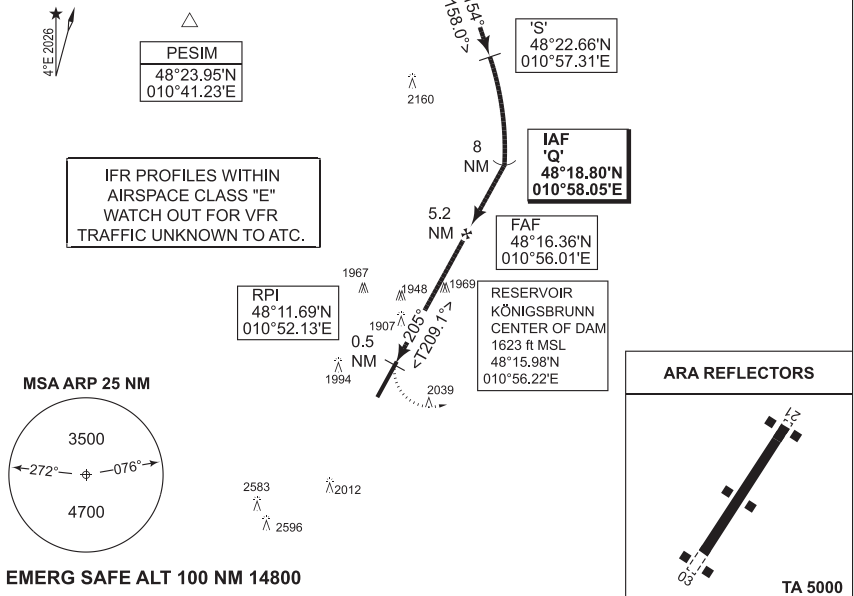 4°E 2026
PESIM
48°23.95'N
010°41.23'E
154°
158.0°>
'S'
48°22.66'N
010°57.31'E
2160
8
NM
IAF
'Q'
48°18.80'N
010°58.05'E
IFR PROFILES WITHIN
AIRSPACE CLASS "E"
WATCH OUT FOR VFR
TRAFFIC UNKNOWN TO ATC.
5.2
NM
FAF
48°16.36'N
010°56.01'E
1967
1948
1969
1907
RPI
48°11.69'N
010°52.13'E
205°
<T209.1°>
RESERVOIR
KÖNIGSBRUNN
CENTER OF DAM
1623 ft MSL
48°15.98'N
010°56.22'E
0.5
NM
1994
2039
MSA ARP 25 NM
3500
272°
076°
4700
2583
2012
2596
EMERG SAFE ALT 100 NM 14800
ARA REFLECTORS
21
03
TA 5000